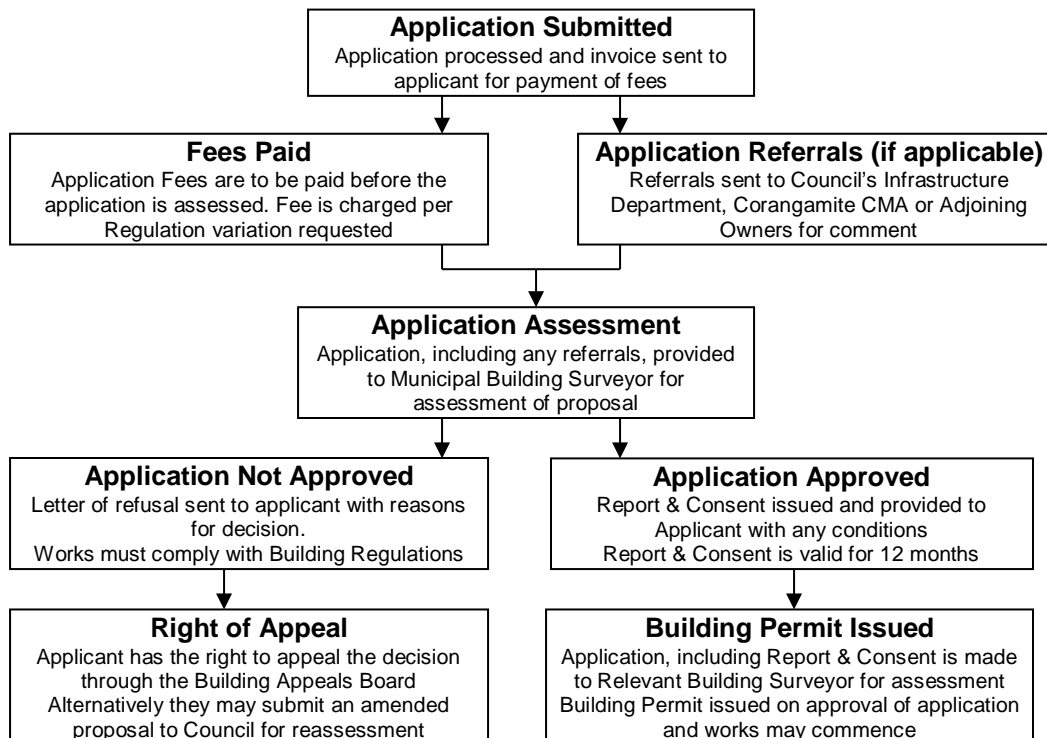 Application Submitted
Application processed and invoice sent to
applicant for payment of fees
Fees Paid
Application Fees are to be paid before the
application is assessed. Fee is charged per
Regulation variation requested
Application Referrals (if applicable)
Referrals sent to Council's Infrastructure
Department, Corangamite CMA or Adjoining
Owners for comment
Application Assessment
Application, including any referrals, provided
to Municipal Building Surveyor for
assessment of proposal
Application Not Approved
Letter of refusal sent to applicant with reasons
for decision.
Works must comply with Building Regulations
Application Approved
Report & Consent issued and provided to
Applicant with any conditions
Report & Consent is valid for 12 months
Right of Appeal
Applicant has the right to appeal the decision
through the Building Appeals Board
Alternatively they may submit an amended
proposal to Council for reassessment
Building Permit Issued
Application, including Report & Consent is made
to Relevant Building Surveyor for assessment
Building Permit issued on approval of application
and works may commence